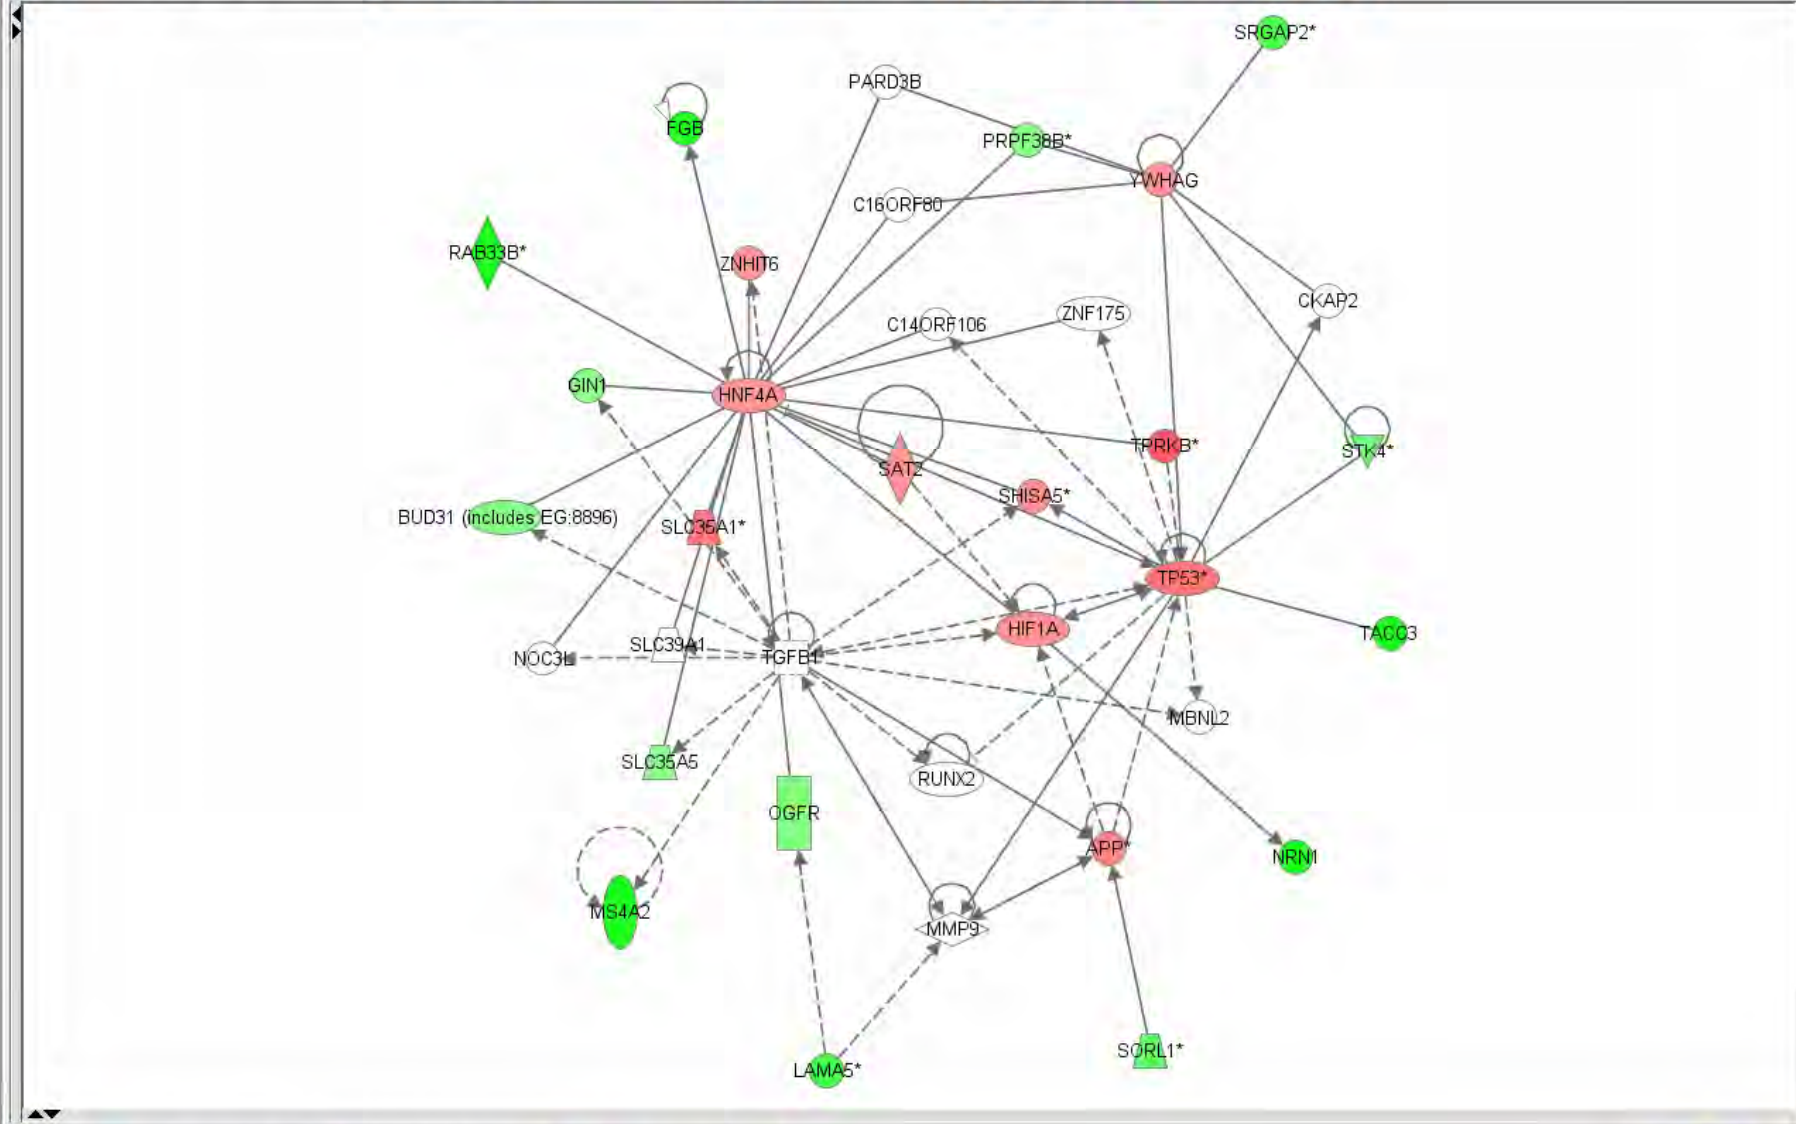 SRGAP2*
PARD3B
FGB
PRPF38B*
YWHAG
C16ORF80
RAB33B*
ZNHIT6
CKAP2
ZNF175
C14ORF106
GIN1
HNF4A
TPRKB*
STK4*
SAT2
SHISA5*
BUD31 (includes EG:8896)
SLC35A1*
TP53*
HIF1A
TACC3
SLC39A1
NOC3L
TGFB1
MBNL2
SLC35A5
RUNX2
OGFR
APP*
NRN1
MS4A2
MMP9
SORL1*
LAMA5*